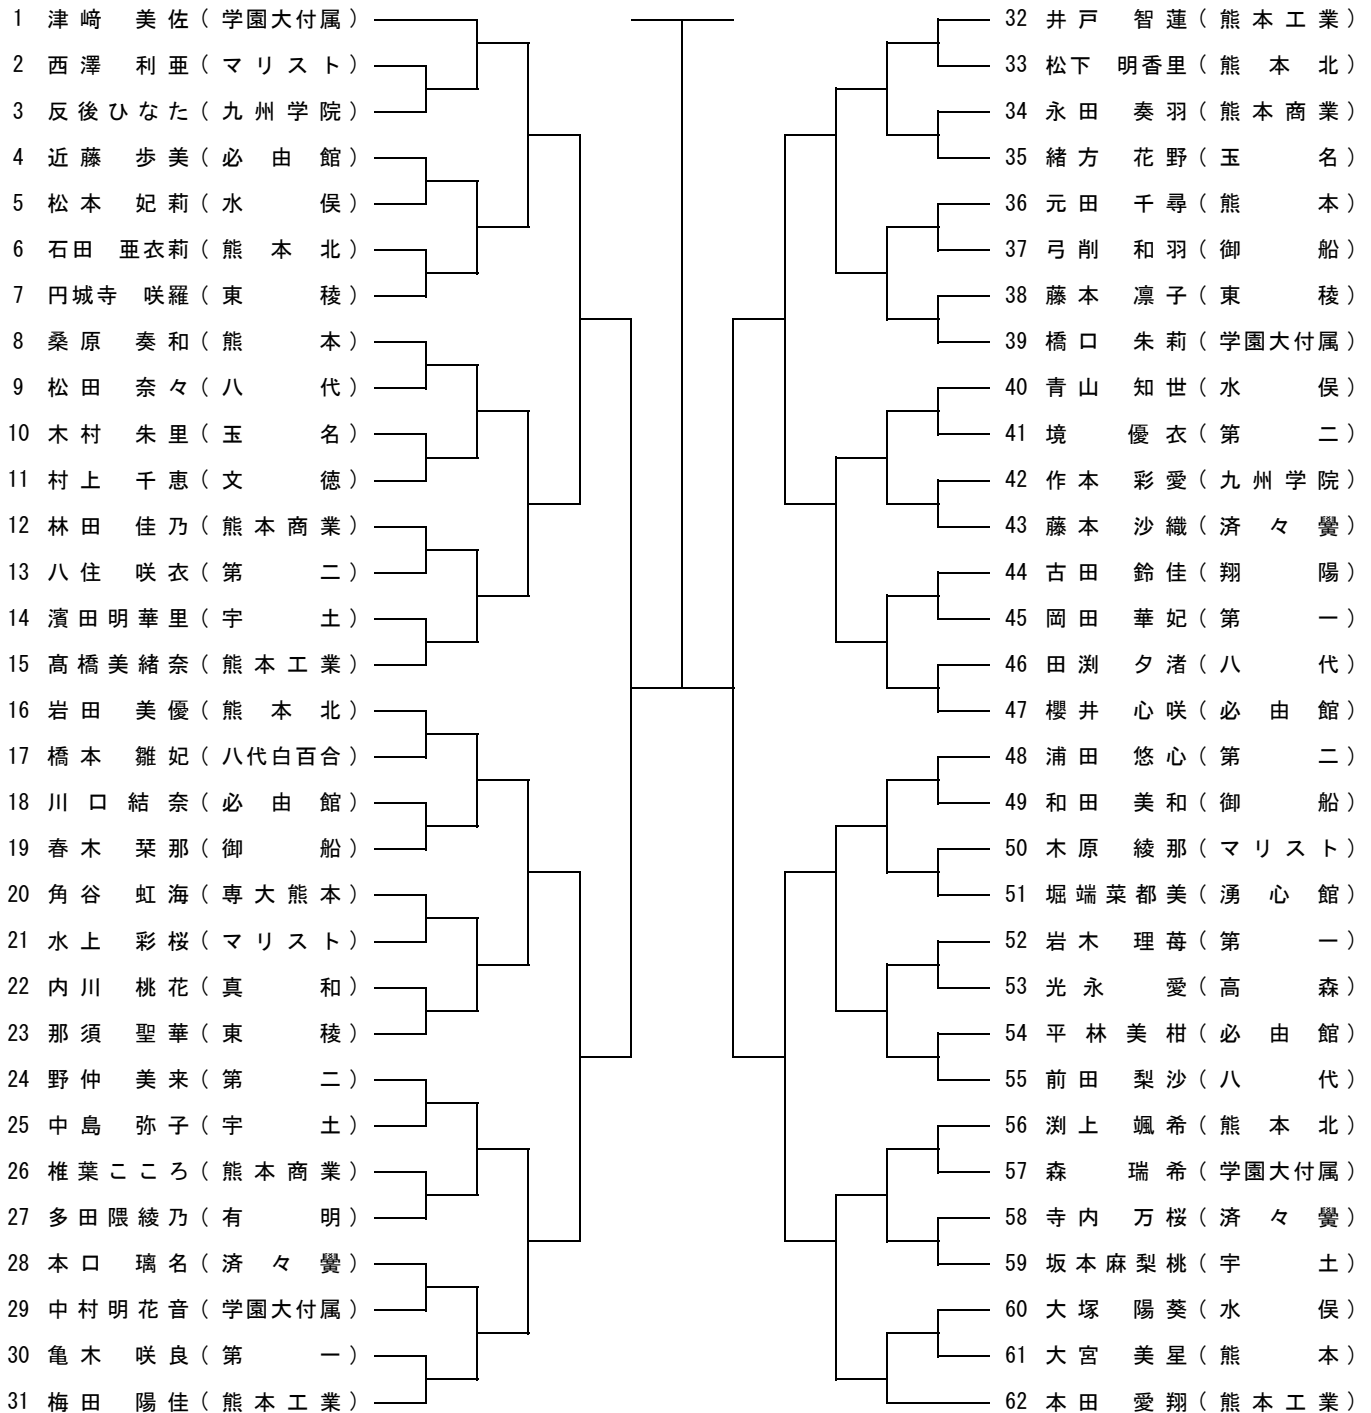 1 津﨑 美佐(学園大付属)
2 西澤 利亜(マリスト)
3 反後ひなた(九州学院)
4 近藤 歩美(必由館)
5 松本 妃莉(水俣)
6 石田 亜衣莉(熊本北)
7 円城寺 咲羅(東稜)
8 桑原 奏和(熊本)
9 松田 奈々(八代)
10 木村 朱里(玉名)
11 村上 千恵(文徳)
12 林田 佳乃(熊本商業)
13 八住 咲衣(第二)
14 濱田明華里(宇土)
15 髙橋美緒奈(熊本工業)
16 岩田 美優(熊本北)
17 橋本 雛妃(八代白百合)
18 川口結奈(必由館)
19 春木 栞那(御船)
20 角谷 虹海(専大熊本)
21 水上 彩桜(マリスト)
22 内川 桃花(真和)
23 那須 聖華(東稜)
24 野仲 美来(第二)
25 中島 弥子(宇土)
26 椎葉こころ(熊本商業)
27 多田隈綾乃(有明)
28 本口 璃名(済々黌)
29 中村明花音(学園大付属)
30 亀木 咲良(第一)
31 梅田 陽佳(熊本工業)
32 井戸 智蓮(熊本工業)
33 松下 明香里(熊本北)
34 永田 奏羽(熊本商業)
35 緒方 花野(玉名)
36 元田 千尋(熊本)
37 弓削 和羽(御船)
38 藤本 凛子(東稜)
39 橋口 朱莉(学園大付属)
40 青山 知世(水俣)
41 境 優衣(第二)
42 作本 彩愛(九州学院)
43 藤本 沙織(済々黌)
44 古田 鈴佳(翔陽)
45 岡田 華妃(第一)
46 田渕 夕渚(八代)
47 櫻井 心咲(必由館)
48 浦田 悠心(第二)
49 和田 美和(御船)
50 木原 綾那(マリスト)
51 堀端菜都美(湧心館)
52 岩木 理苺(第一)
53 光永 愛(高森)
54 平林美柑(必由館)
55 前田 梨沙(八代)
56 渕上 颯希(熊本北)
57 森 瑞希(学園大付属)
58 寺内 万桜(済々黌)
59 坂本麻梨桃(宇土)
60 大塚 陽葵(水俣)
61 大宮 美星(熊本)
62 本田 愛翔(熊本工業)